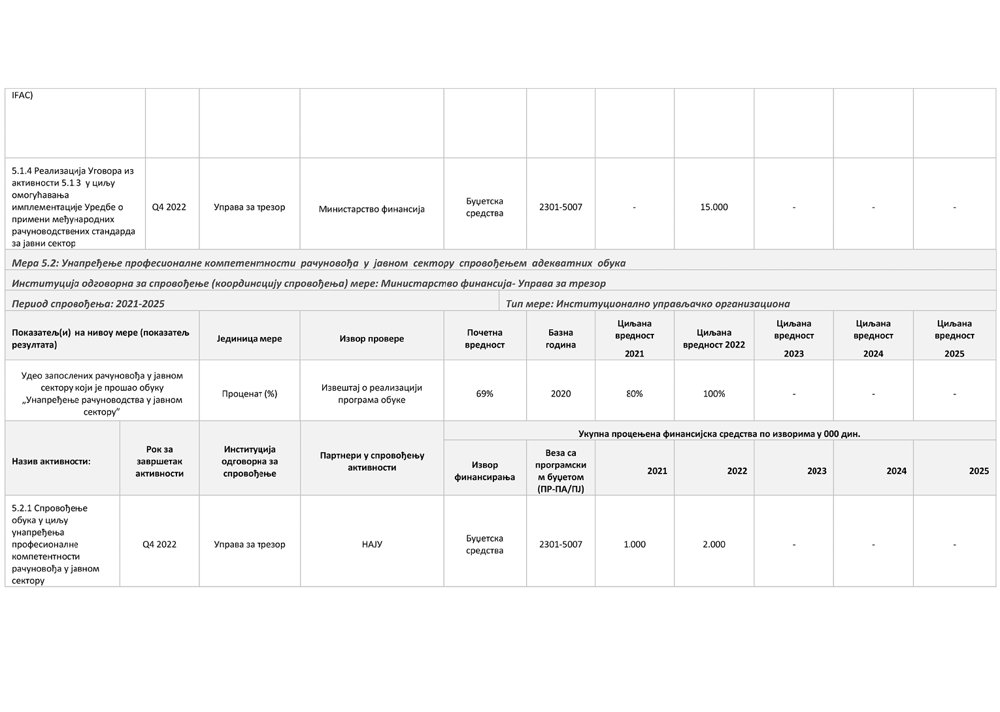 IFAC)
5.1.4 Реализација Уговора из
активности 5.1.3 у циљу
омогућавања
имплементације Уредбе о
примени међународних
рачуноводствених стандарда
за јавни сектор
Q4 2022
Управа за трезор
Министарство финансија
Буџетска
средства
2301-5007
-
15.000
-
-
-
Мера 5.2: Унапређење професионалне компетентности рачуновођа у јавном сектору спровођењем адекватних обука
Институција одговорна за спровођење (координацију спровођења) мере: Министарство финансија- Управа за трезор
Период спровођења: 2021-2025
Тип мере: Институционално управљачко организациона
Показатељ(и) на нивоу мере (показатељ
резултата)
Јединица мере
Извор провере
Почетна
вредност
Базна
година
Циљана
вредност
2021
Циљана
вредност 2022
Циљана
вредност
2023
Циљана
вредност
2024
Циљана
вредност
2025
Удео запослених рачуновођа у јавном
сектору који је прошао обуку
„Унапређење рачуноводства у јавном
сектору”
Проценат (%)
Извештај о реализацији
програма обуке
69%
2020
80%
100%
-
-
-
Назив активности:
Рок за
завршетак
активности
Институција
одговорна за
спровођење
Партнери у спровођењу
активности
Укупна процењена финансијска средства по изворима у 000 дин.
Извор
финансирања
Веза са
програмски
м буџетом
(ПР-ПА/ПЈ)
2021
2022
2023
2024
2025
5.2.1 Спровођење
обука у циљу
унапређења
професионалне
компетентности
рачуновођа у јавном
сектору
Q4 2022
Управа за трезор
НАЈУ
Буџетска
средства
2301-5007
1.000
2.000
-
-
-